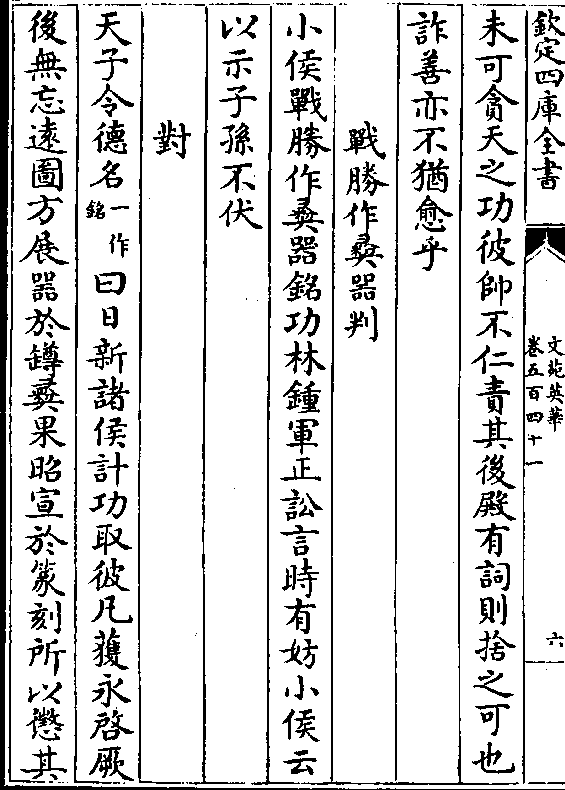 欽定四庫全書
文苑英華
卷五百四十一
六
未可貪天之功彼帥不仁責其後殿有詞則捨之可也
詐善亦不猶愈乎
戰勝作彝器判
小侯戰勝作彝器銘功林鍾軍正訟言時有妨小侯云
以示子孫不伏
對
天子令德名一作銘曰日新諸侯計功取彼凡蒦永啓厥
後無忘遠圖方展器於鐏彝果昭宣於篆刻所以懲其